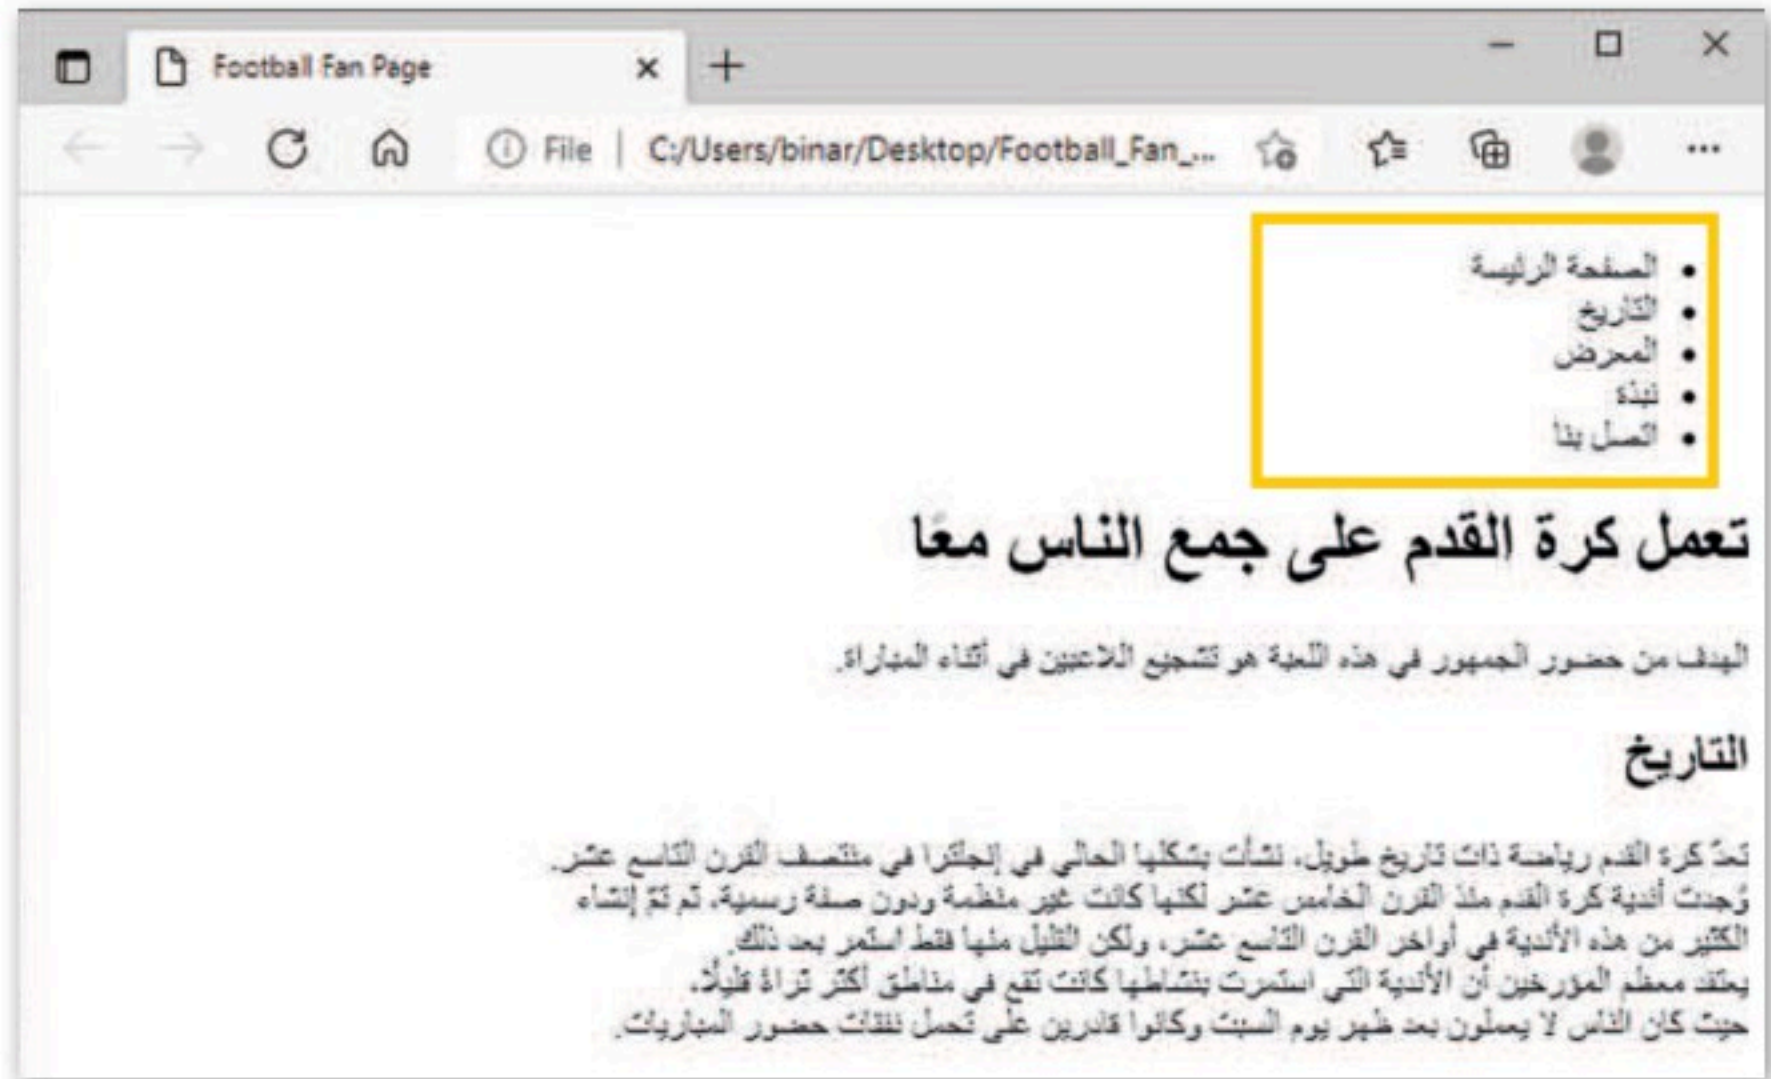 Football Fan Page
File | C:/Users/binar/Desktop/Football_Fan_...
الصفحة الرئيسة
التاريخ
المعرض
نبذة
اتصل بنا
تعمل كرة القدم على جمع الناس معًا
الهدف من حضور الجمهور في هذه اللعبة هو تشجيع اللاعبين في أثناء المباراة.
التاريخ
تعدّ كرة القدم رياضة ذات تاريخ طويل، نشأت بشكلها الحالي في إنجلترا في منتصف القرن التاسع عشر.
وُجدت أندية كرة القدم منذ القرن الخامس عشر لكنها كانت غير منظمة ودون صفة رسمية، ثم تمّ إنشاء
الكثير من هذه الأندية في أواخر القرن التاسع عشر، ولكن القليل منها فقط استمر بعد ذلك.
يعتقد معظم المؤرخين أن الأندية التي استمرت بنشاطها كانت تقع في مناطق أكثر ثراءً قليلًا،
حيث كان الناس لا يعملون بعد ظهر يوم السبت وكانوا قادرين على تحمل نفقات حضور المباريات.